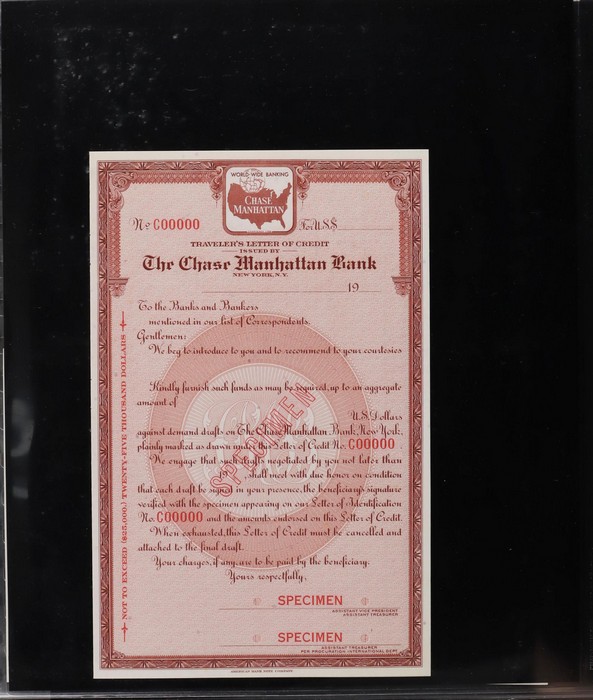 WORLD-WIDE BANKING
CHASE
MANHATTAN
No C00000 For U.S.$
TRAVELER'S LETTER OF CREDIT
ISSUED BY
The Chase Manhattan Bank
NEW YORK, N.Y.
19
To the Banks and Bankers
mentioned in our list of Correspondents.
Gentlemen:
We beg to introduce to you and to recommend to your courtesies
Kindly furnish such funds as may be required, up to an aggregate
amount of
U.S. Dollars
against demand drafts on The Chase Manhattan Bank, New York,
plainly marked as drawn under this Letter of Credit No. C00000
We engage that such drafts negotiated by you not later than
19 , shall meet with due honor on condition
that each draft be signed in your presence, the beneficiary's signature
verified with the specimen appearing on our Letter of Identification
No. C00000 and the amounts endorsed on this Letter of Credit.
When exhausted, this Letter of Credit must be cancelled and
attached to the final draft.
Your charges, if any, are to be paid by the beneficiary.
Yours respectfully,
SPECIMEN
NOT TO EXCEED ($25,000.) TWENTY-FIVE THOUSAND DOLLARS
SPECIMEN
ASSISTANT VICE PRESIDENT
ASSISTANT TREASURER
SPECIMEN
ASSISTANT TREASURER
PER PROCURATION INTERNATIONAL DEPT.
AMERICAN BANK NOTE COMPANY